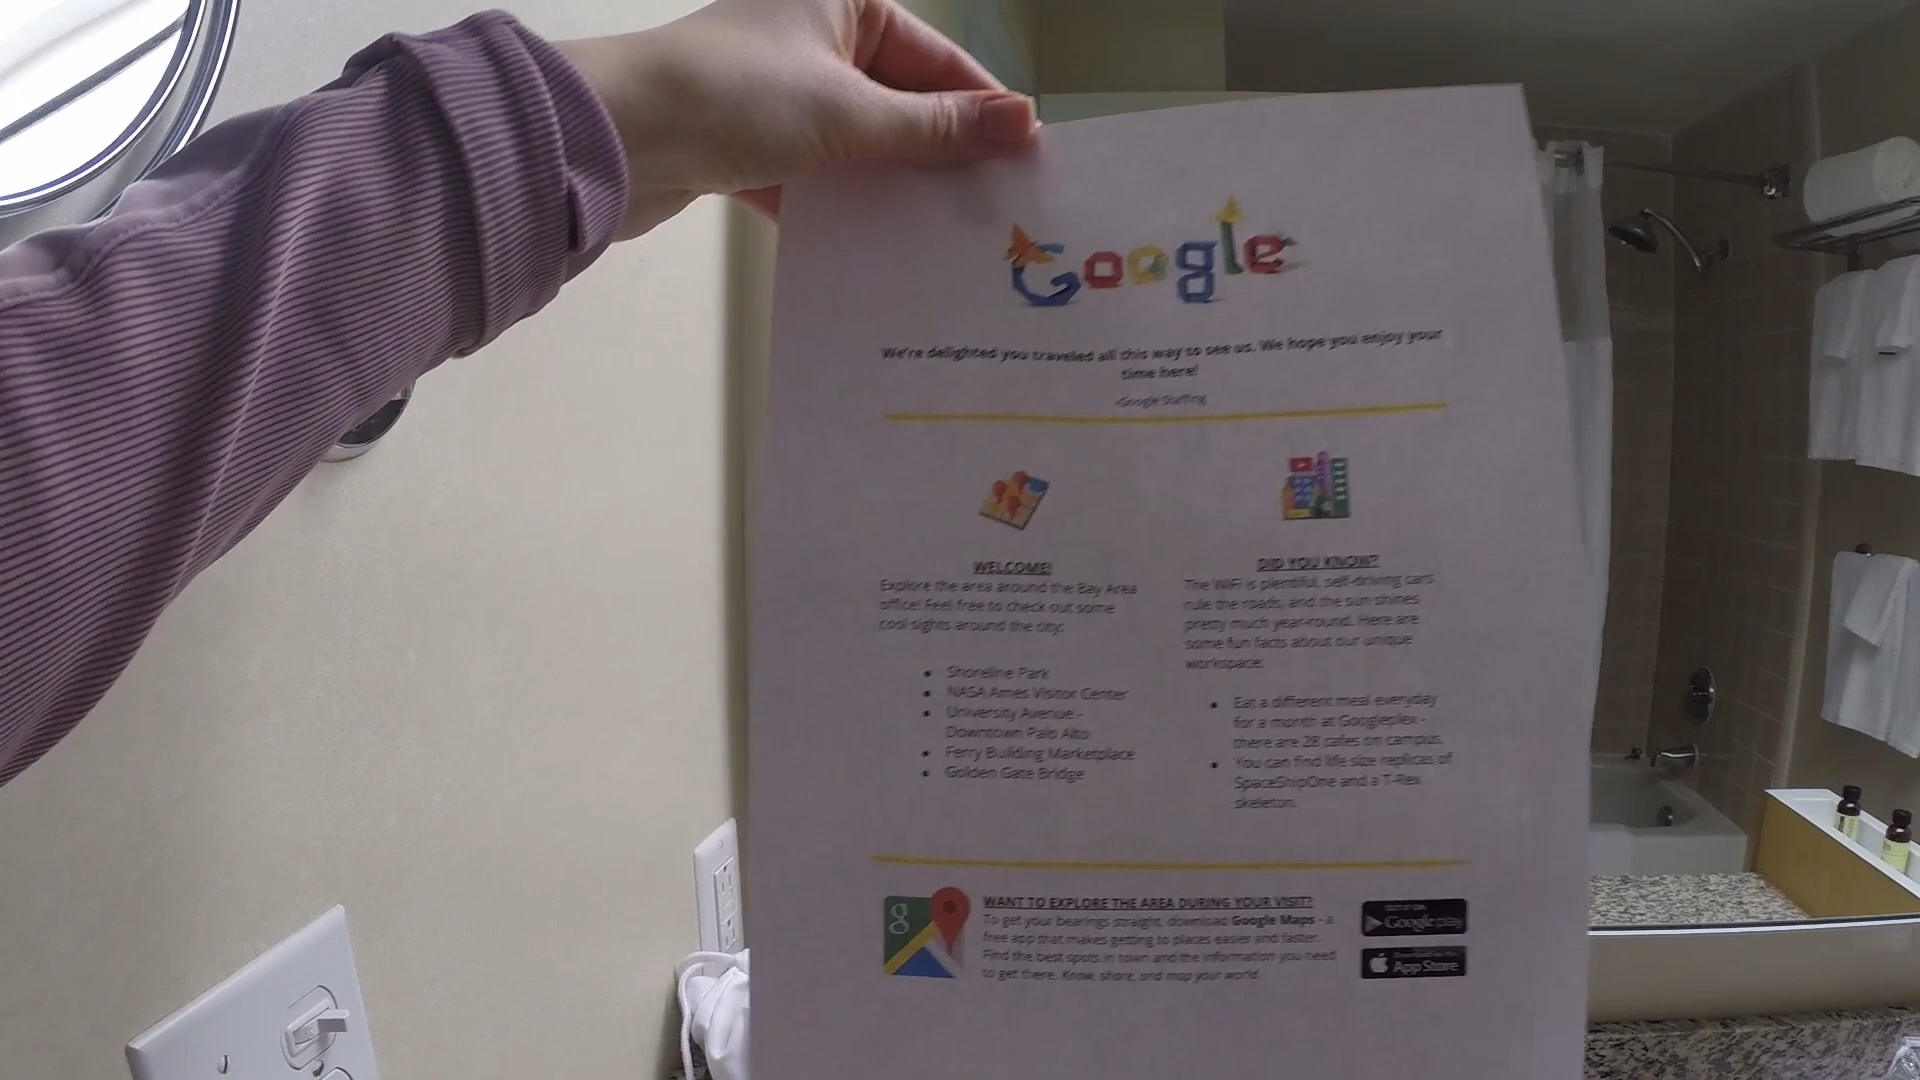 Google
We're delighted you traveled all this way to see us. We hope you enjoy your
time here!
-Google Staffing
WELCOME!
Explore the area around the Bay Area
office! Feel free to check out some
cool sights around the city:
• Shoreline Park
• NASA Ames Visitor Center
• University Avenue -
Downtown Palo Alto
• Ferry Building Marketplace
• Golden Gate Bridge
DID YOU KNOW?
The WiFi is plentiful, self-driving cars
rule the roads, and the sun shines
pretty much year-round. Here are
some fun facts about our unique
workspace:
• Eat a different meal everyday
for a month at Googleplex -
there are 28 cafes on campus.
• You can find life size replicas of
SpaceShipOne and a T-Rex
skeleton.
g
WANT TO EXPLORE THE AREA DURING YOUR VISIT?
To get your bearings straight, download Google Maps - a
free app that makes getting to places easier and faster.
Find the best spots in town and the information you need
to get there. Know, share, and map your world.
Google play
App Store